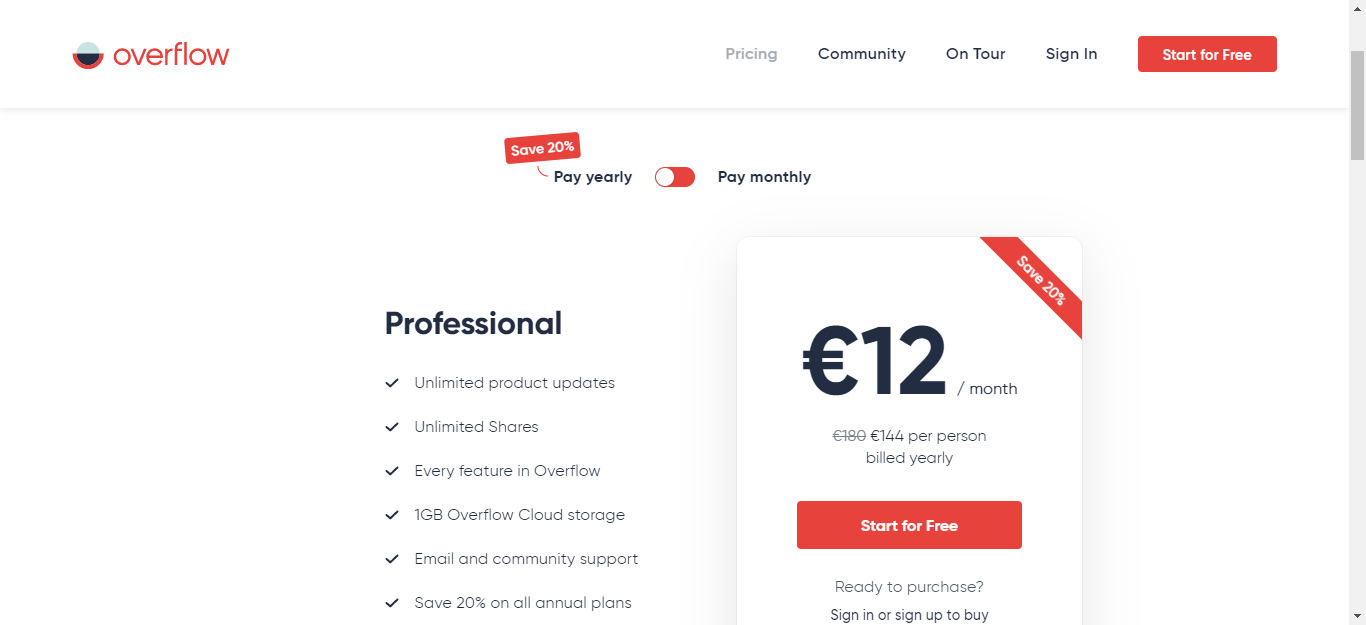 overflow
Pricing
Community
On Tour
Sign In
Start for Free
Save 20%
Pay yearly
Pay monthly
Save 20%
Professional
Unlimited product updates
Unlimited Shares
Every feature in Overflow
1GB Overflow Cloud storage
Email and community support
Save 20% on all annual plans
€12 / month
€180 €144 per person
billed yearly
Start for Free
Ready to purchase?
Sign in or sign up to buy